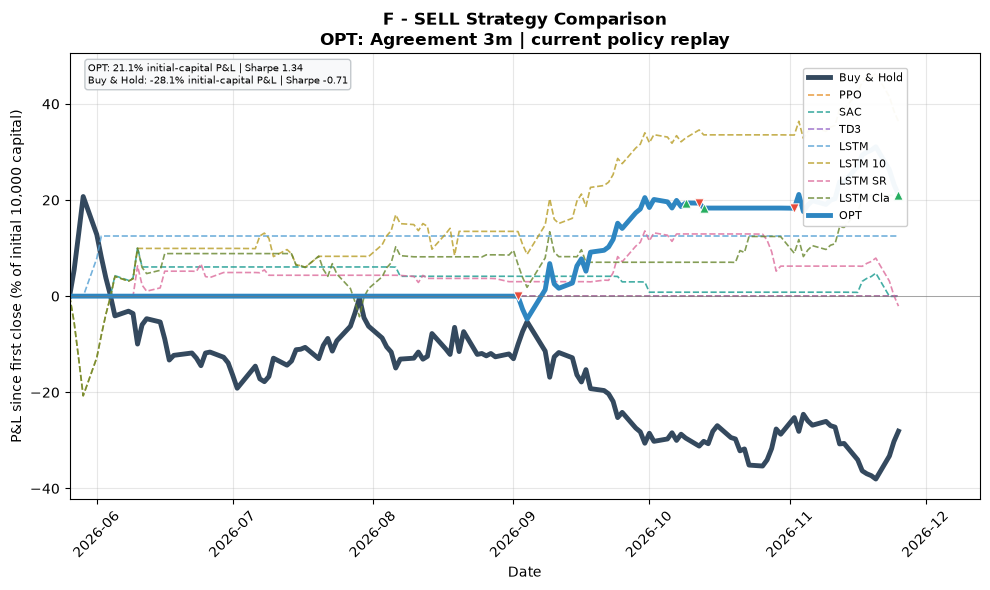 F - SELL Strategy Comparison
OPT: Agreement 3m | current policy replay
OPT: 21.1% initial-capital P&L | Sharpe 1.34
Buy & Hold: -28.1% initial-capital P&L | Sharpe -0.71
Buy & Hold
PPO
SAC
TD3
LSTM
LSTM 10
LSTM SR
LSTM Cla
OPT
P&L since first close (% of initial 10,000 capital)
40
20
0
−20
−40
2026-06
2026-07
2026-08
2026-09
2026-10
2026-11
2026-12
Date